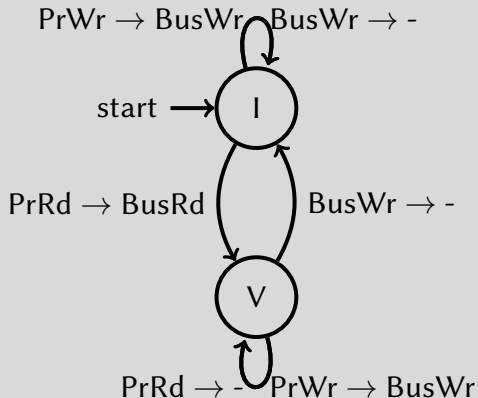 PrWr → BusWr BusWr → -
start I
PrRd → BusRd BusWr → -
V
PrRd → - PrWr → BusWr